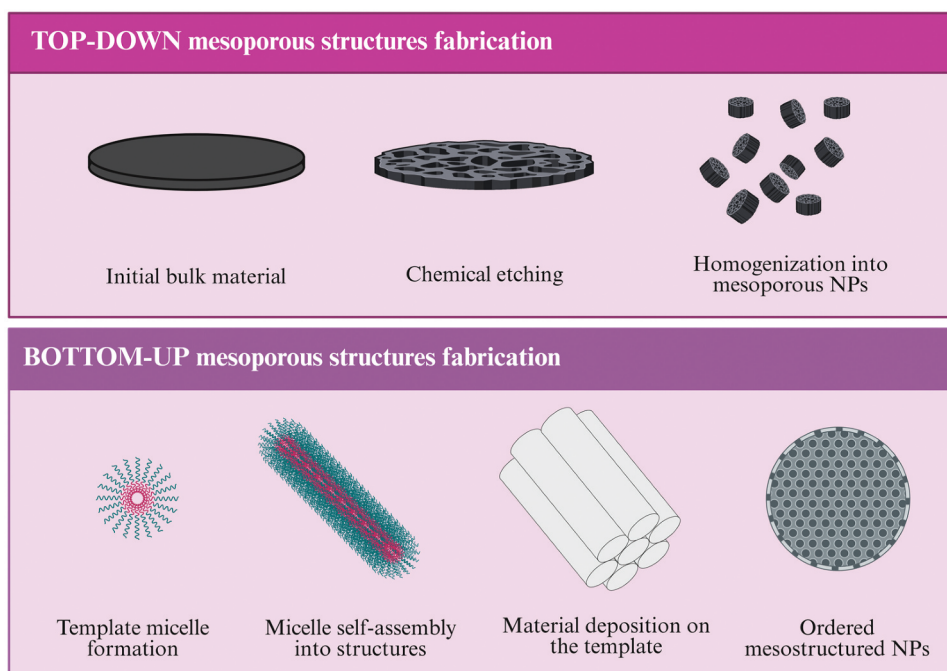 TOP-DOWN mesoporous structures fabrication
Initial bulk material
Chemical etching
Homogenization into
mesoporous NPs
BOTTOM-UP mesoporous structures fabrication
Template micelle
formation
Micelle self-assembly
into structures
Material deposition on
the template
Ordered
mesostructured NPs